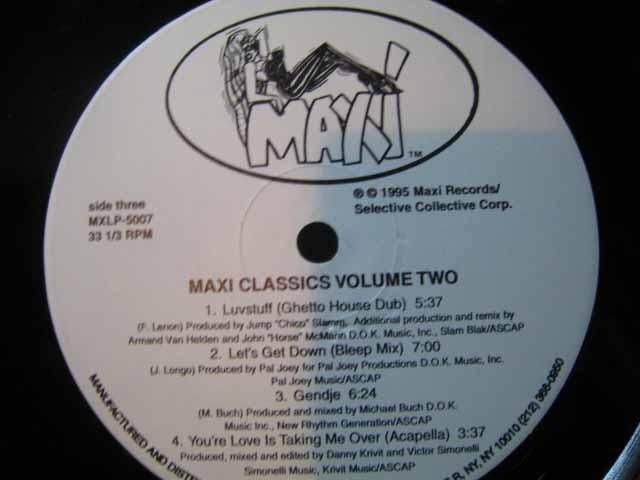 MAXI
TM
side three
MXLP-5007
33 1/3 RPM
℗ © 1995 Maxi Records/
Selective Collective Corp.
MAXI CLASSICS VOLUME TWO
1. Luvstuff (Ghetto House Dub) 5:37
(F. Lenon) Produced by Jump "Chico" Slamm, Additional production and remix by
Armand Van Helden and John "Horse" McMann D.O.K. Music, Inc., Slam Blak/ASCAP
2. Let's Get Down (Bleep Mix) 7:00
(J. Longo) Produced by Pal Joey for Pal Joey Productions D.O.K. Music, Inc.
Pal Joey Music/ASCAP
3. Gendje 6:24
(M. Buch) Produced and mixed by Michael Buch D.O.K.
Music Inc., New Rhythm Generation/ASCAP
4. You're Love Is Taking Me Over (Acapella) 3:37
Produced, mixed and edited by Danny Krivit and Victor Simonelli
Simonelli Music, Krivit Music/ASCAP
MANUFACTURED AND
R, NY, NY 10010 (212) 366-0950